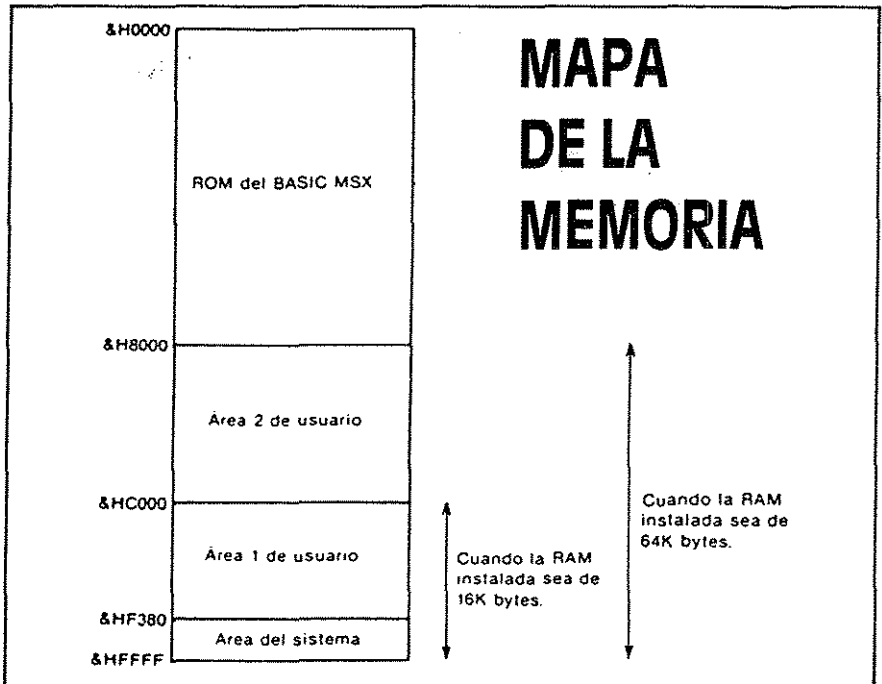 &H0000
MAPA
DE LA
MEMORIA
ROM del BASIC MSX
&H8000
Área 2 de usuario
&HC000
Cuando la RAM
instalada sea de
64K bytes.
Área 1 de usuario
Cuando la RAM
instalada sea de
16K bytes.
&HF380
Area del sistema
&HFFFF